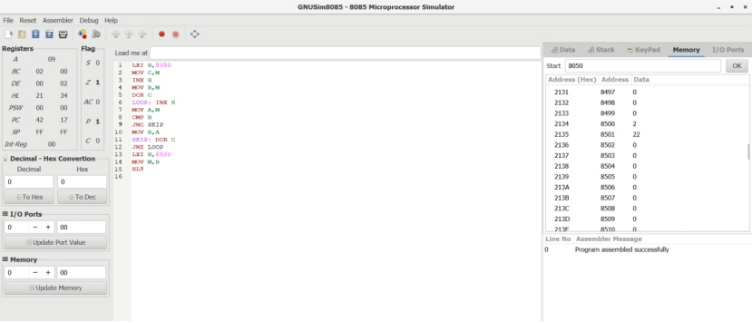 GNUSim8085 - 8085 Microprocessor Simulator
File Reset Assembler Debug Help
Registers Flag
A 09 S 0
BC 02 00
DE 00 02 Z 1
HL 21 34
PSW 00 00 AC 0
PC 42 17 P 1
SP FF FF
Int-Reg 00 C 0
Decimal - Hex Convertion
Decimal Hex
0 0
To Hex To Dec
I/O Ports
0 - + 00
Update Port Value
Memory
0 - + 00
Update Memory
Load me at
1 LXI H,8050
2 MOV C,M
3 INX H
4 MOV B,M
5 DCR C
6 LOOP: INX H
7 MOV A,M
8 CMP B
9 JNC SKIP
10 MOV B,A
11 SKIP: DCR C
12 JNZ LOOP
13 LXI H,8500
14 MOV M,B
15 HLT
16
Data Stack KeyPad Memory I/O Ports
Start 8050 OK
Address (Hex) Address Data
2131 8497 0
2132 8498 0
2133 8499 0
2134 8500 2
2135 8501 22
2136 8502 0
2137 8503 0
2138 8504 0
2139 8505 0
213A 8506 0
213B 8507 0
213C 8508 0
213D 8509 0
213E 8510 0
Line No Assembler Message
0 Program assembled successfully